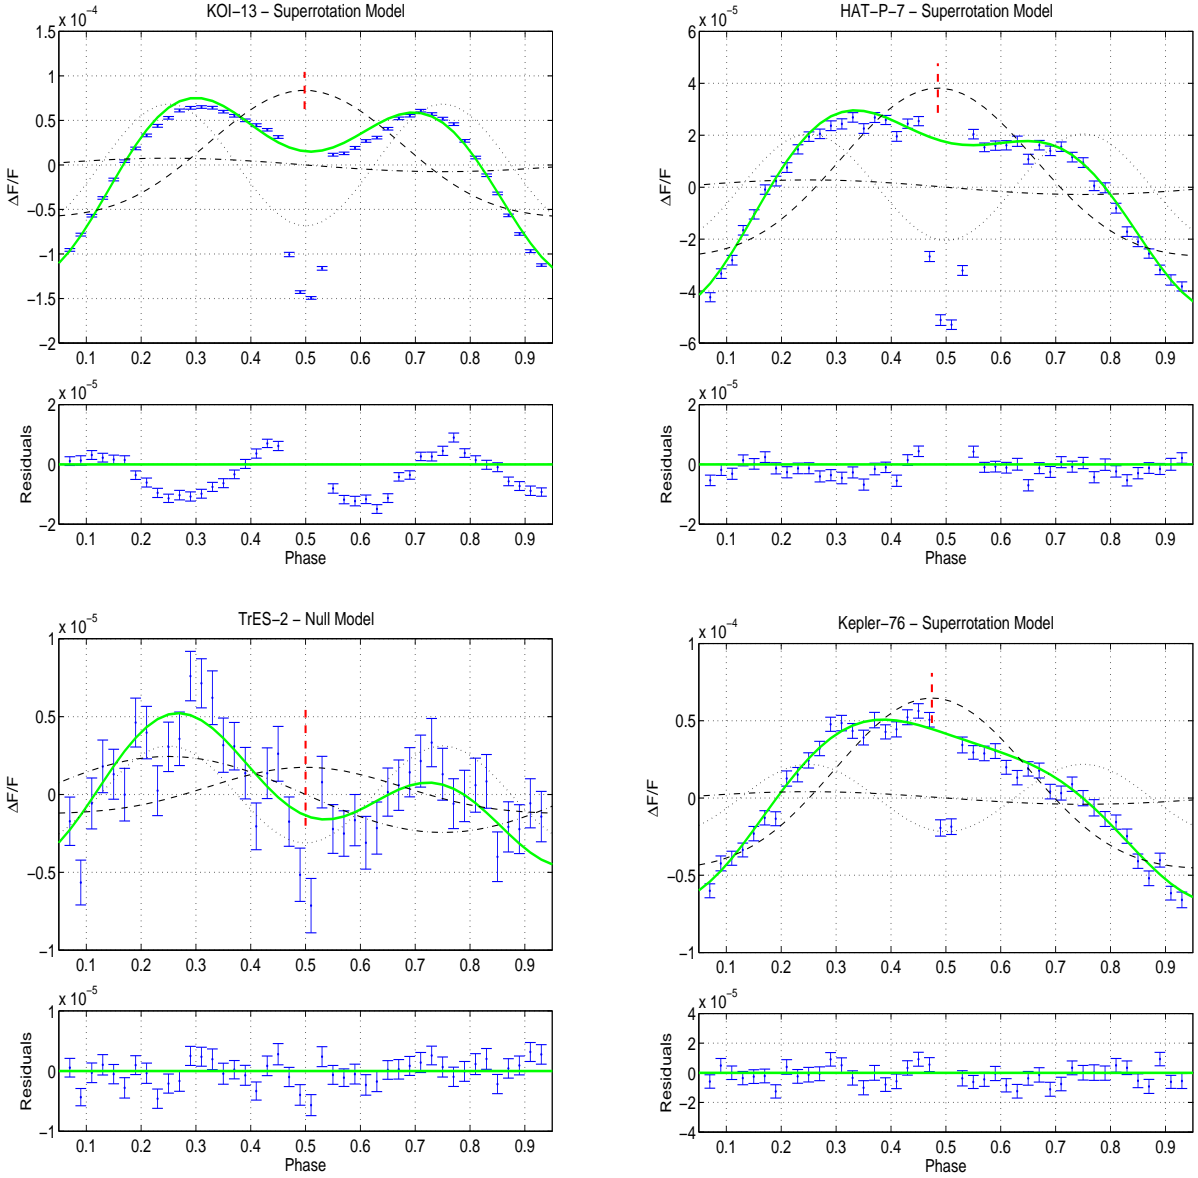 KOI−13 − Superrotation Model
x 10−4
1.5
1
0.5
0
−0.5
−1
−1.5
−2
ΔF/F
0.1 0.2 0.3 0.4 0.5 0.6 0.7 0.8 0.9
x 10−5
2
0
−2
Residuals
0.1 0.2 0.3 0.4 0.5 0.6 0.7 0.8 0.9
Phase
HAT−P−7 − Superrotation Model
x 10−5
6
4
2
0
−2
−4
−6
ΔF/F
0.1 0.2 0.3 0.4 0.5 0.6 0.7 0.8 0.9
x 10−5
2
0
−2
Residuals
0.1 0.2 0.3 0.4 0.5 0.6 0.7 0.8 0.9
Phase
TrES−2 − Null Model
x 10−5
1
0.5
0
−0.5
−1
ΔF/F
0.1 0.2 0.3 0.4 0.5 0.6 0.7 0.8 0.9
x 10−5
1
0
−1
Residuals
0.1 0.2 0.3 0.4 0.5 0.6 0.7 0.8 0.9
Phase
Kepler−76 − Superrotation Model
x 10−4
1
0.5
0
−0.5
−1
ΔF/F
0.1 0.2 0.3 0.4 0.5 0.6 0.7 0.8 0.9
x 10−5
4
2
0
−2
−4
Residuals
0.1 0.2 0.3 0.4 0.5 0.6 0.7 0.8 0.9
Phase